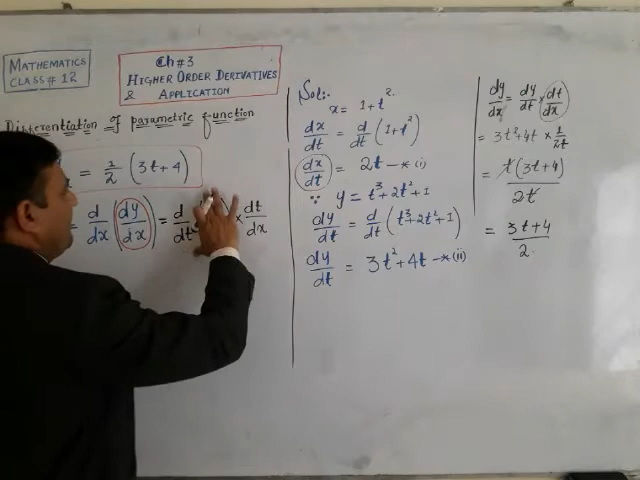 MATHEMATICS
CLASS # 12
Ch # 3
HIGHER ORDER DERIVATIVES
& APPLICATION
Differentiation of parametric function
x = 1/2 (3t+4)
= d/dx (dy/dx) = d/dt × dt/dx
Sol:-
x = 1+t²
dx/dt = d/dt (1+t²)
dx/dt = 2t -* (i)
∵ y = t³+2t²+1
dy/dt = d/dt (t³+2t²+1)
dy/dt = 3t²+4t -* (ii)
dy/dx = dy/dt × dt/dx
= 3t²+4t × 1/2t
= t(3t+4)/2t
= 3t+4/2